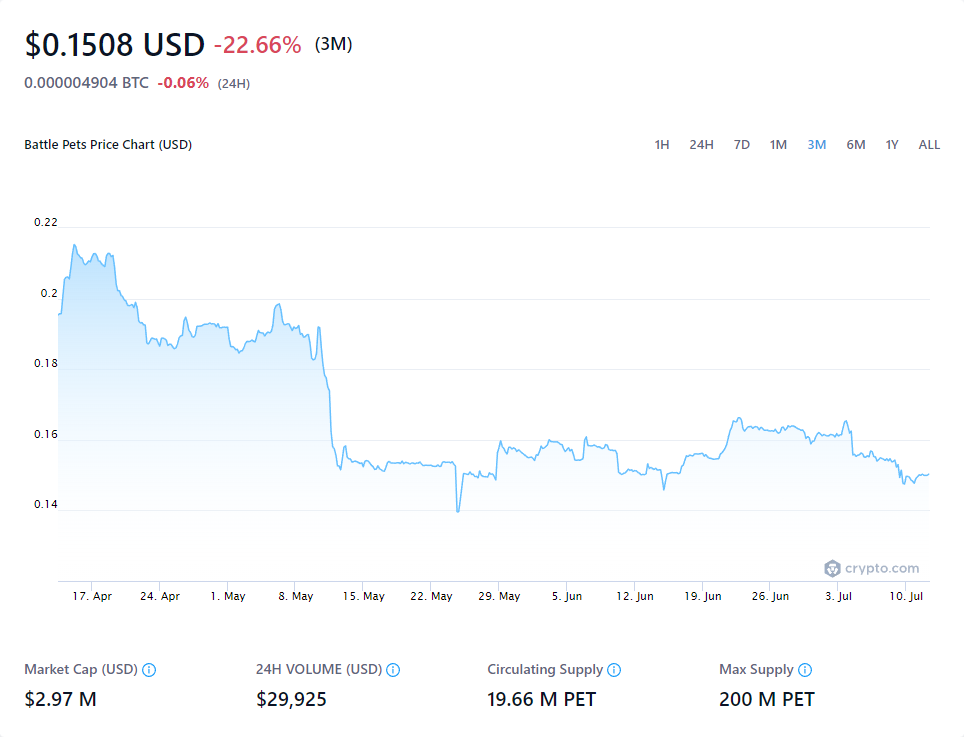 $0.1508 USD -22.66% (3M)
0.000004904 BTC -0.06% (24H)
Battle Pets Price Chart (USD) 1H 24H 7D 1M 3M 6M 1Y ALL
0.22
0.2
0.18
0.16
0.14
crypto.com
17. Apr 24. Apr 1. May 8. May 15. May 22. May 29. May 5. Jun 12. Jun 19. Jun 26. Jun 3. Jul 10. Jul
Market Cap (USD) 24H VOLUME (USD) Circulating Supply Max Supply
$2.97 M $29,925 19.66 M PET 200 M PET